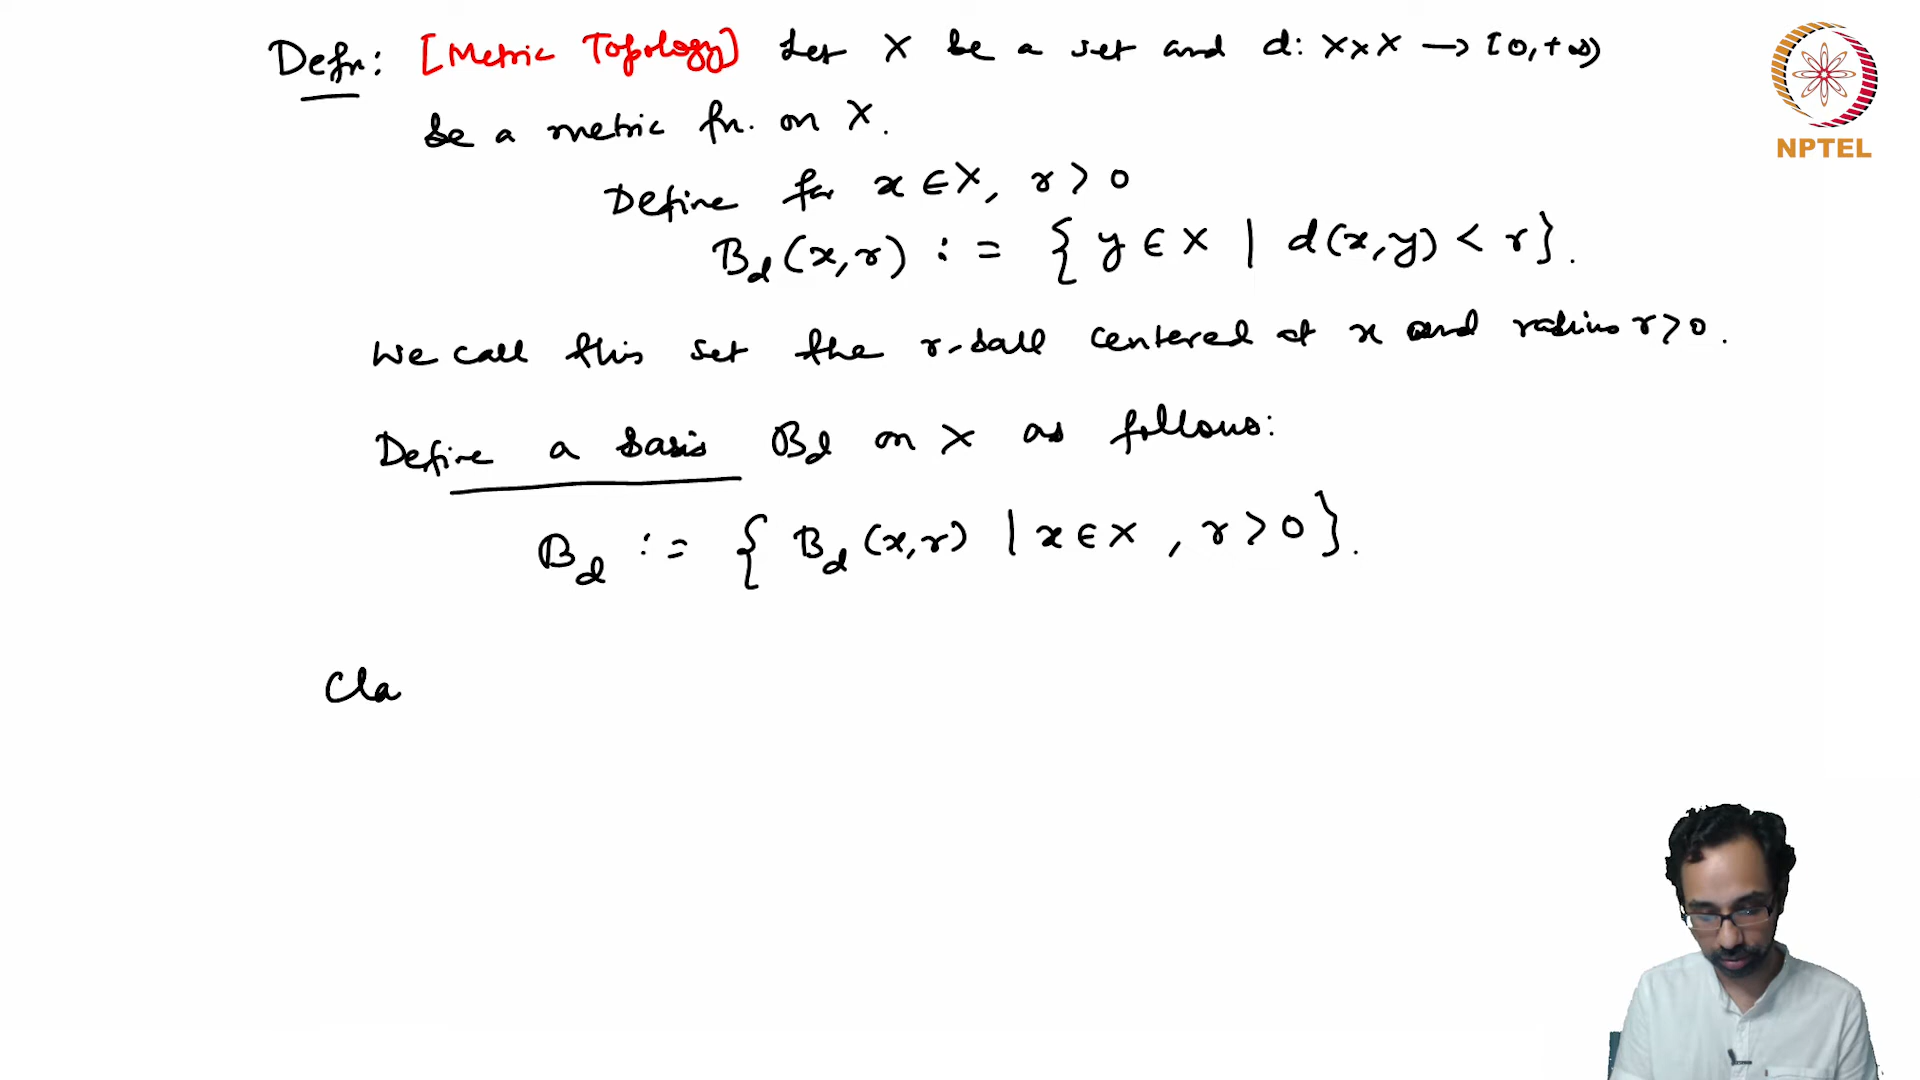 Defn: [Metric Topology] Let X be a set and d: X×X → [0,+∞)
be a metric fn. on X.
Define for x ∈ X, r > 0
B_d (x,r) := { y ∈ X | d(x,y) < r }.
We call this set the r-ball centered at x and radius r>0.
Define a basis B_d on X as follows:
B_d := { B_d (x,r) | x ∈ X , r > 0 }.
Cla
NPTEL